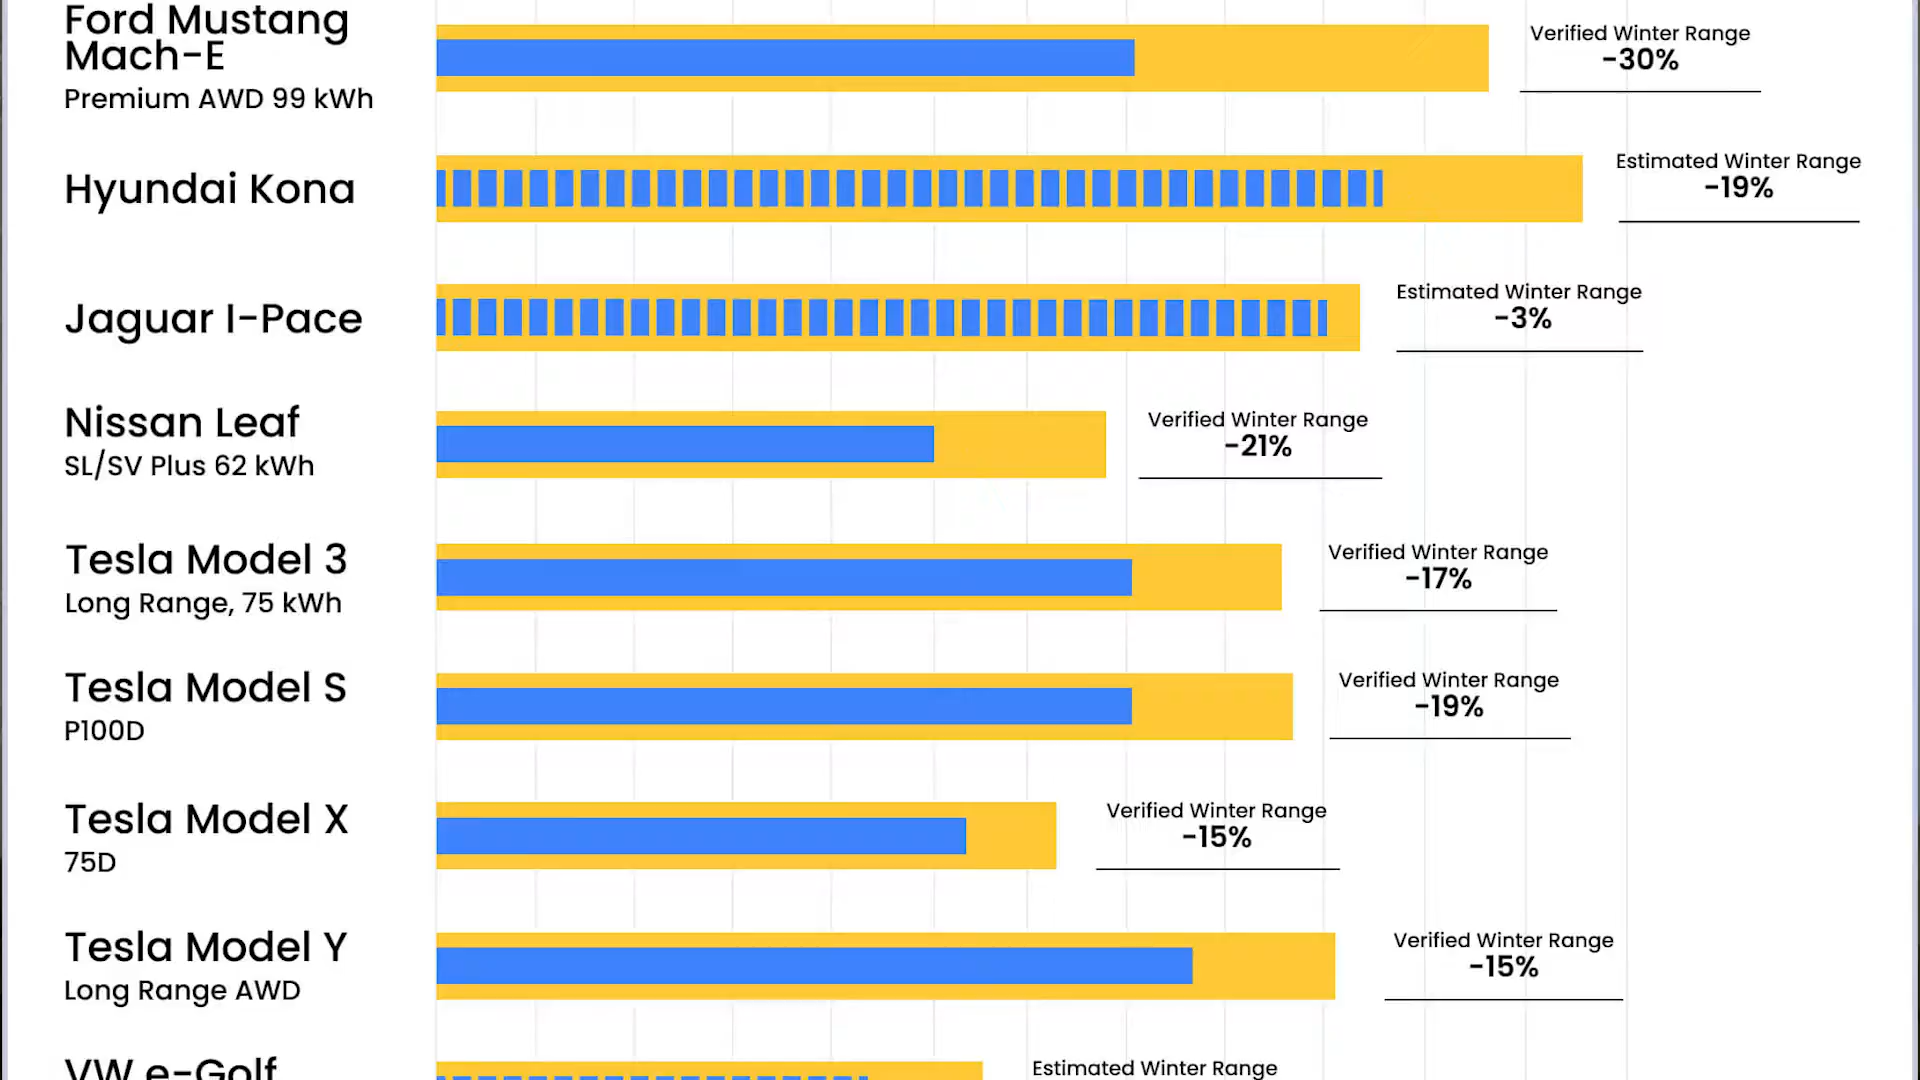 Ford Mustang
Mach-E
Premium AWD 99 kWh
Verified Winter Range
-30%
Hyundai Kona
Estimated Winter Range
-19%
Jaguar I-Pace
Estimated Winter Range
-3%
Nissan Leaf
SL/SV Plus 62 kWh
Verified Winter Range
-21%
Tesla Model 3
Long Range, 75 kWh
Verified Winter Range
-17%
Tesla Model S
P100D
Verified Winter Range
-19%
Tesla Model X
75D
Verified Winter Range
-15%
Tesla Model Y
Long Range AWD
Verified Winter Range
-15%
VW e-Golf
Estimated Winter Range